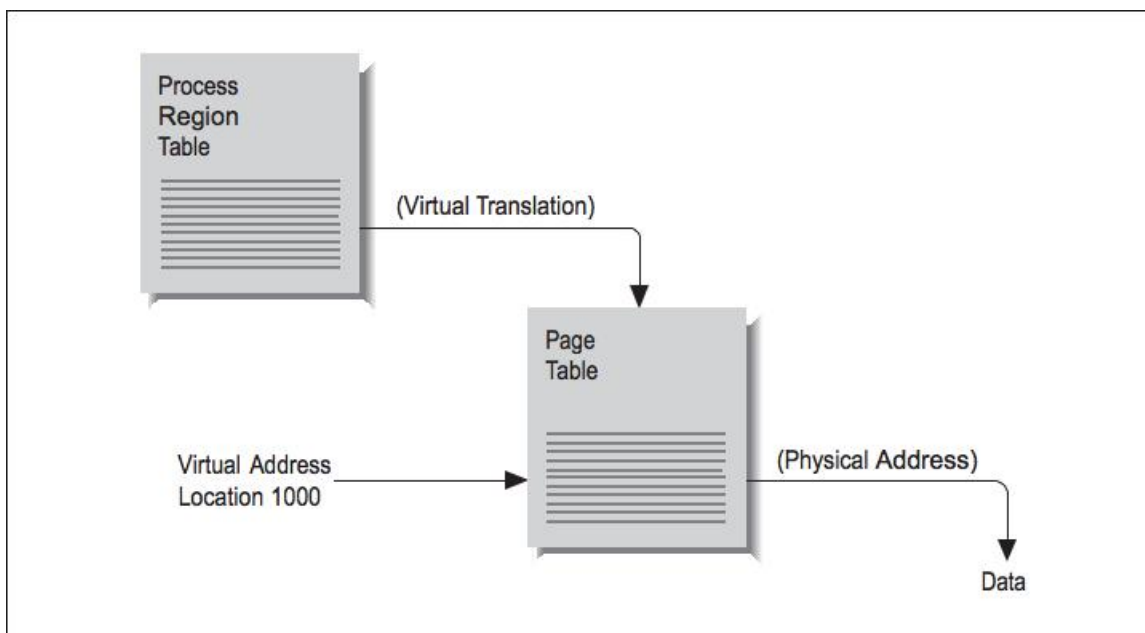 Process
Region
Table
(Virtual Translation)
Page
Table
Virtual Address
Location 1000
(Physical Address)
Data